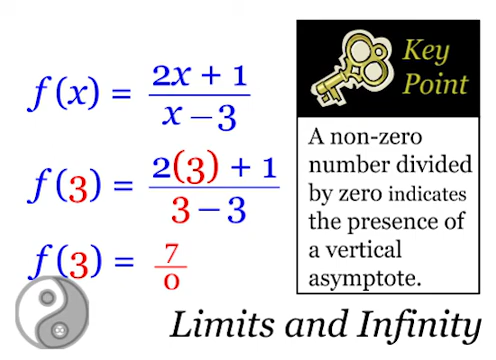 f(x) = (2x + 1)/(x – 3)
f(3) = (2(3) + 1)/(3 – 3)
f(3) = 7/0
Key
Point
A non-zero
number divided
by zero indicates
the presence of
a vertical
asymptote.
Limits and Infinity